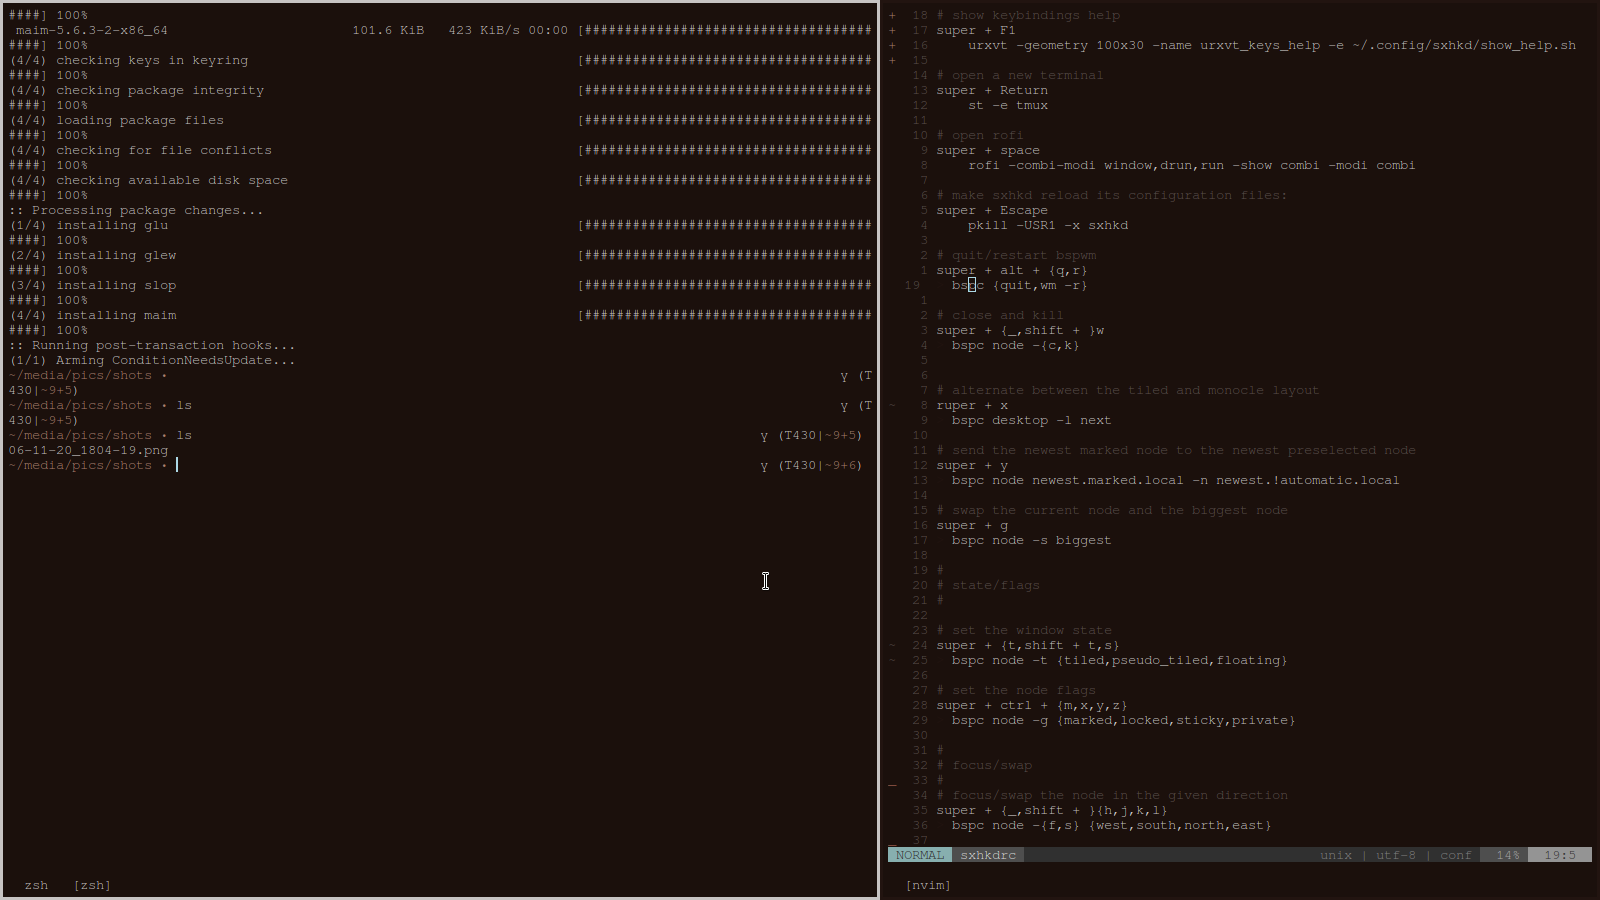 ####] 100%
maim-5.6.3-2-x86_64 101.6 KiB 423 KiB/s 00:00 [####################################
####] 100%
(4/4) checking keys in keyring [####################################
####] 100%
(4/4) checking package integrity [####################################
####] 100%
(4/4) loading package files [####################################
####] 100%
(4/4) checking for file conflicts [####################################
####] 100%
(4/4) checking available disk space [####################################
####] 100%
:: Processing package changes...
(1/4) installing glu [####################################
####] 100%
(2/4) installing glew [####################################
####] 100%
(3/4) installing slop [####################################
####] 100%
(4/4) installing maim [####################################
####] 100%
:: Running post-transaction hooks...
(1/1) Arming ConditionNeedsUpdate...
~/media/pics/shots • γ (T
430|~9+5)
~/media/pics/shots • ls γ (T
430|~9+5)
~/media/pics/shots • ls γ (T430|~9+5)
06-11-20_1804-19.png
~/media/pics/shots • γ (T430|~9+6)
zsh [zsh]
+ 18 # show keybindings help
+ 17 super + F1
+ 16 urxvt -geometry 100x30 -name urxvt_keys_help -e ~/.config/sxhkd/show_help.sh
+ 15
14 # open a new terminal
13 super + Return
12 st -e tmux
11
10 # open rofi
9 super + space
8 rofi -combi-modi window,drun,run -show combi -modi combi
7
6 # make sxhkd reload its configuration files:
5 super + Escape
4 pkill -USR1 -x sxhkd
3
2 # quit/restart bspwm
1 super + alt + {q,r}
19 bspc {quit,wm -r}
1
2 # close and kill
3 super + {_,shift + }w
4 bspc node -{c,k}
5
6
7 # alternate between the tiled and monocle layout
~ 8 ruper + x
9 bspc desktop -l next
10
11 # send the newest marked node to the newest preselected node
12 super + y
13 bspc node newest.marked.local -n newest.!automatic.local
14
15 # swap the current node and the biggest node
16 super + g
17 bspc node -s biggest
18
19 #
20 # state/flags
21 #
22
23 # set the window state
~ 24 super + {t,shift + t,s}
~ 25 bspc node -t {tiled,pseudo_tiled,floating}
26
27 # set the node flags
28 super + ctrl + {m,x,y,z}
29 bspc node -g {marked,locked,sticky,private}
30
31 #
32 # focus/swap
_ 33 #
34 # focus/swap the node in the given direction
35 super + {_,shift + }{h,j,k,l}
36 bspc node -{f,s} {west,south,north,east}
_ 37
NORMAL sxhkdrc unix | utf-8 | conf 14% 19:5
[nvim]